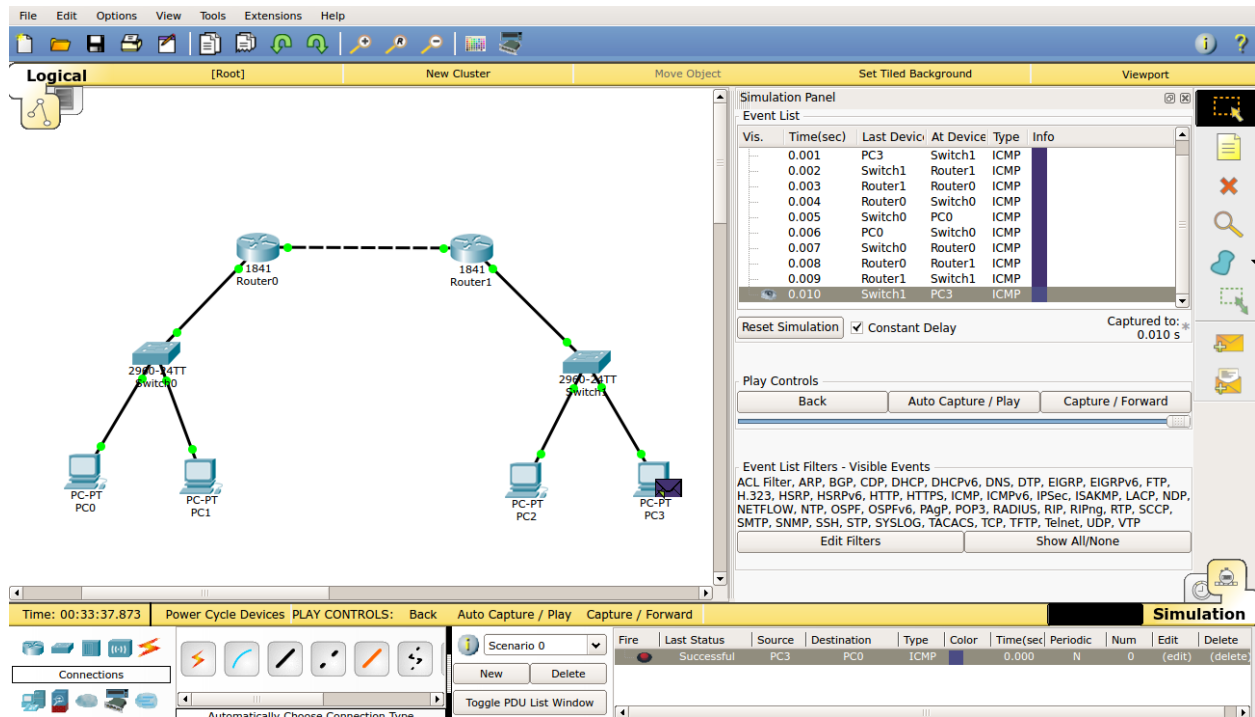 File Edit Options View Tools Extensions Help
Logical [Root] New Cluster Move Object Set Tiled Background Viewport
Simulation Panel
Event List
Vis. Time(sec) Last Devic At Device Type Info
0.001 PC3 Switch1 ICMP
0.002 Switch1 Router1 ICMP
0.003 Router1 Router0 ICMP
0.004 Router0 Switch0 ICMP
0.005 Switch0 PC0 ICMP
0.006 PC0 Switch0 ICMP
0.007 Switch0 Router0 ICMP
0.008 Router0 Router1 ICMP
0.009 Router1 Switch1 ICMP
0.010 Switch1 PC3 ICMP
Reset Simulation Constant Delay Captured to: *
0.010 s
Play Controls
Back Auto Capture / Play Capture / Forward
Event List Filters - Visible Events
ACL Filter, ARP, BGP, CDP, DHCP, DHCPv6, DNS, DTP, EIGRP, EIGRPv6, FTP,
H.323, HSRP, HSRPv6, HTTP, HTTPS, ICMP, ICMPv6, IPSec, ISAKMP, LACP, NDP,
NETFLOW, NTP, OSPF, OSPFv6, PAgP, POP3, RADIUS, RIP, RIPng, RTP, SCCP,
SMTP, SNMP, SSH, STP, SYSLOG, TACACS, TCP, TFTP, Telnet, UDP, VTP
Edit Filters Show All/None
1841
Router0
1841
Router1
2960-24TT
Switch0
2960-24TT
Switch1
PC-PT
PC0
PC-PT
PC1
PC-PT
PC2
PC-PT
PC3
Time: 00:33:37.873 Power Cycle Devices PLAY CONTROLS: Back Auto Capture / Play Capture / Forward Simulation
Connections
Automatically Choose Connection Type
Scenario 0
New Delete
Toggle PDU List Window
Fire Last Status Source Destination Type Color Time(sec Periodic Num Edit Delete
Successful PC3 PC0 ICMP 0.000 N 0 (edit) (delete